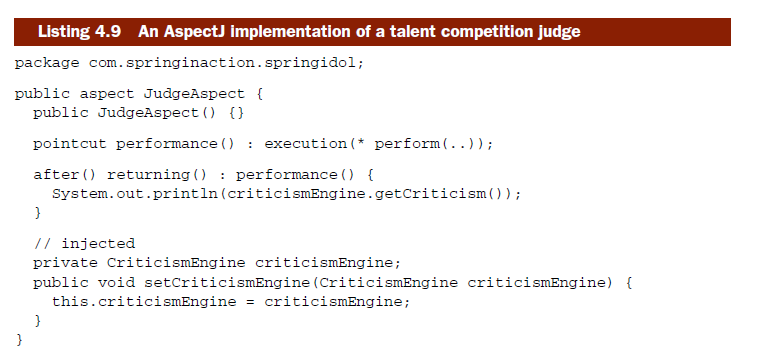 Listing 4.9 An AspectJ implementation of a talent competition judge
package com.springinaction.springidol;
public aspect JudgeAspect {
public JudgeAspect() {}
pointcut performance() : execution(* perform(..));
after() returning() : performance() {
System.out.println(criticismEngine.getCriticism());
}
// injected
private CriticismEngine criticismEngine;
public void setCriticismEngine(CriticismEngine criticismEngine) {
this.criticismEngine = criticismEngine;
}
}